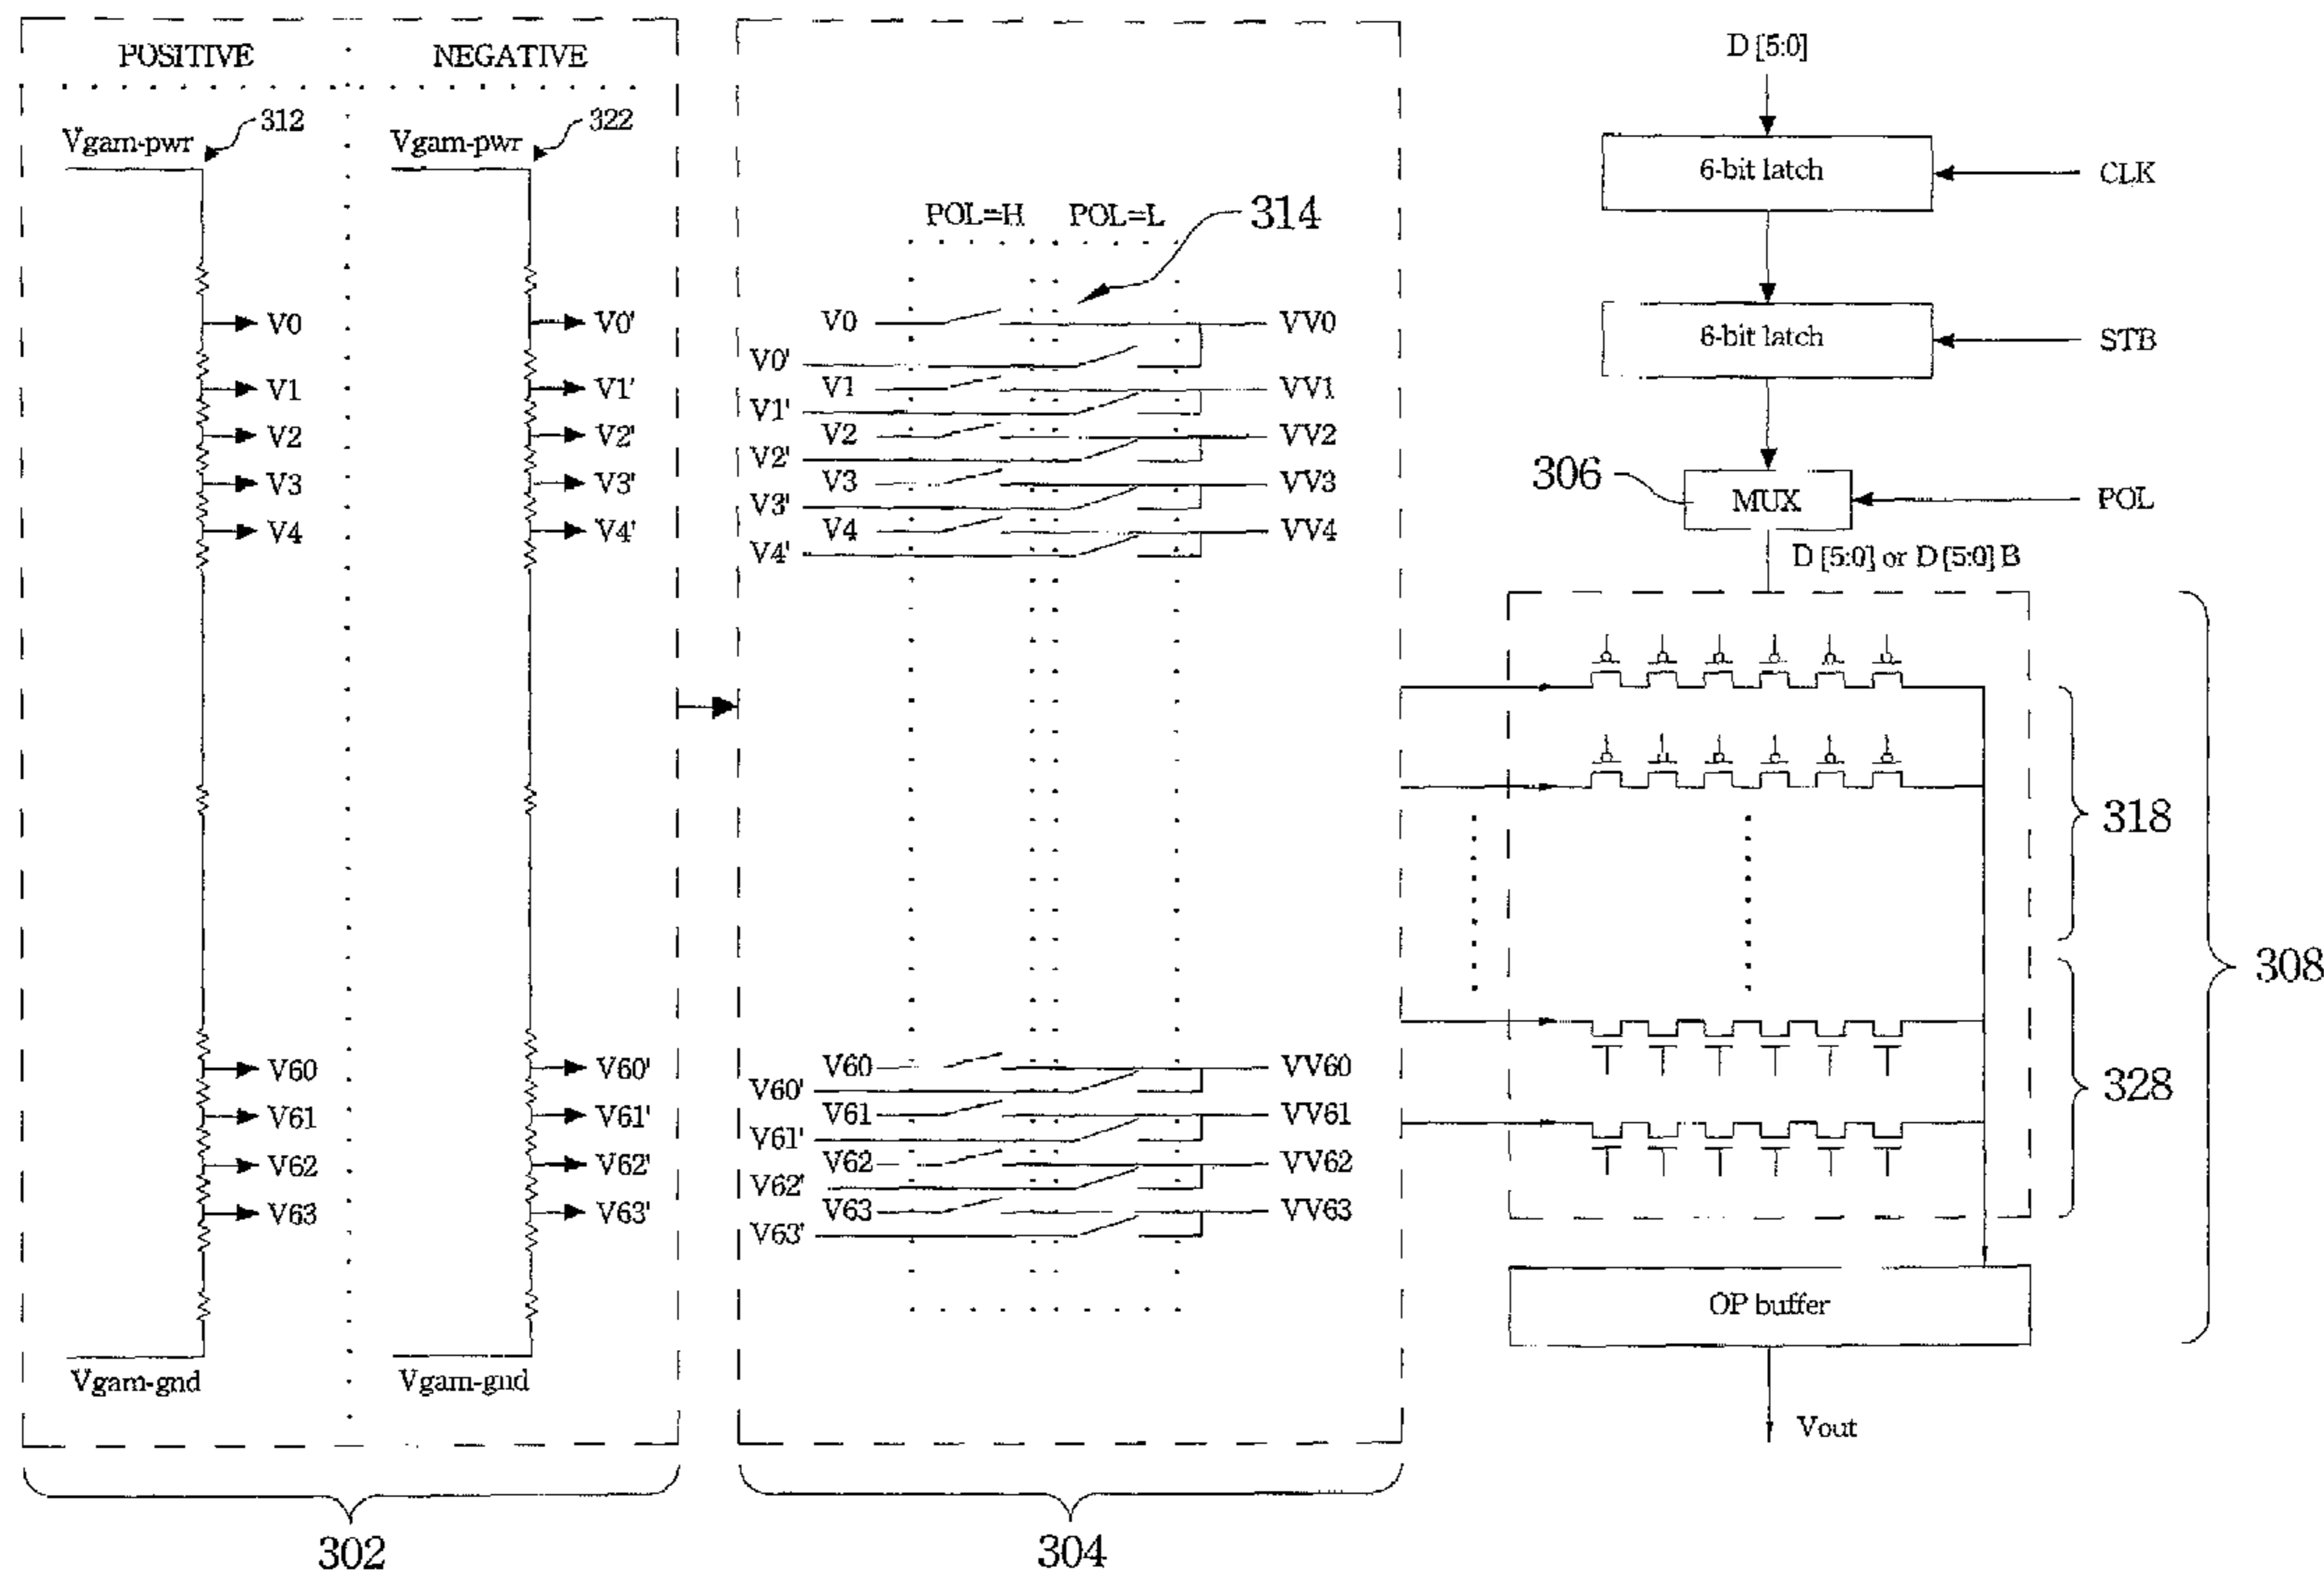 POSITIVE
NEGATIVE
Vgam-pwr
312
Vgam-pwr
322
V0
V1
V2
V3
V4
V60
V61
V62
V63
V0'
V1'
V2'
V3'
V4'
V60'
V61'
V62'
V63'
Vgam-gnd
Vgam-gnd
302
POL=H
POL=L
314
V0
VV0
V0'
V1
VV1
V1'
V2
VV2
V2'
V3
VV3
V3'
V4
VV4
V4'
V60
VV60
V60'
V61
VV61
V61'
V62
VV62
V62'
V63
VV63
V63'
304
D [5:0]
6-bit latch
CLK
6-bit latch
STB
306
MUX
POL
D [5:0] or D [5:0] B
318
308
328
OP buffer
Vout